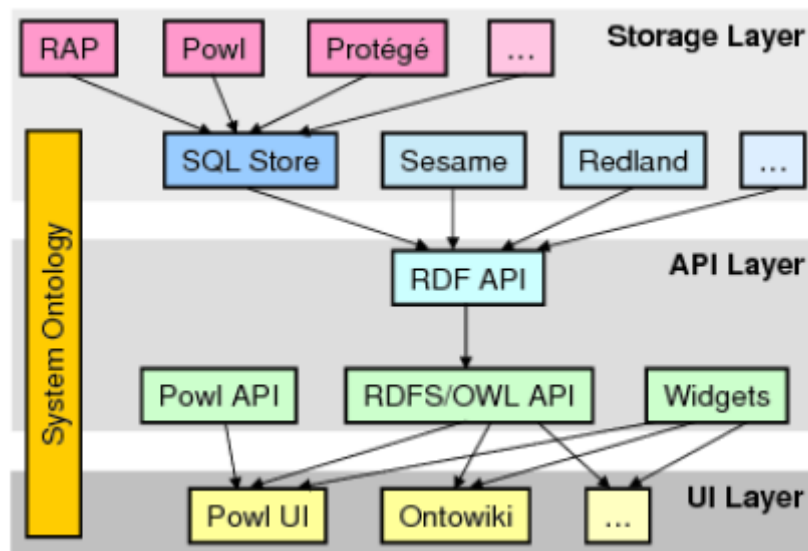 Storage Layer
RAP
Powl
Protégé
...
SQL Store
Sesame
Redland
...
System Ontology
API Layer
RDF API
Powl API
RDFS/OWL API
Widgets
UI Layer
Powl UI
Ontowiki
...